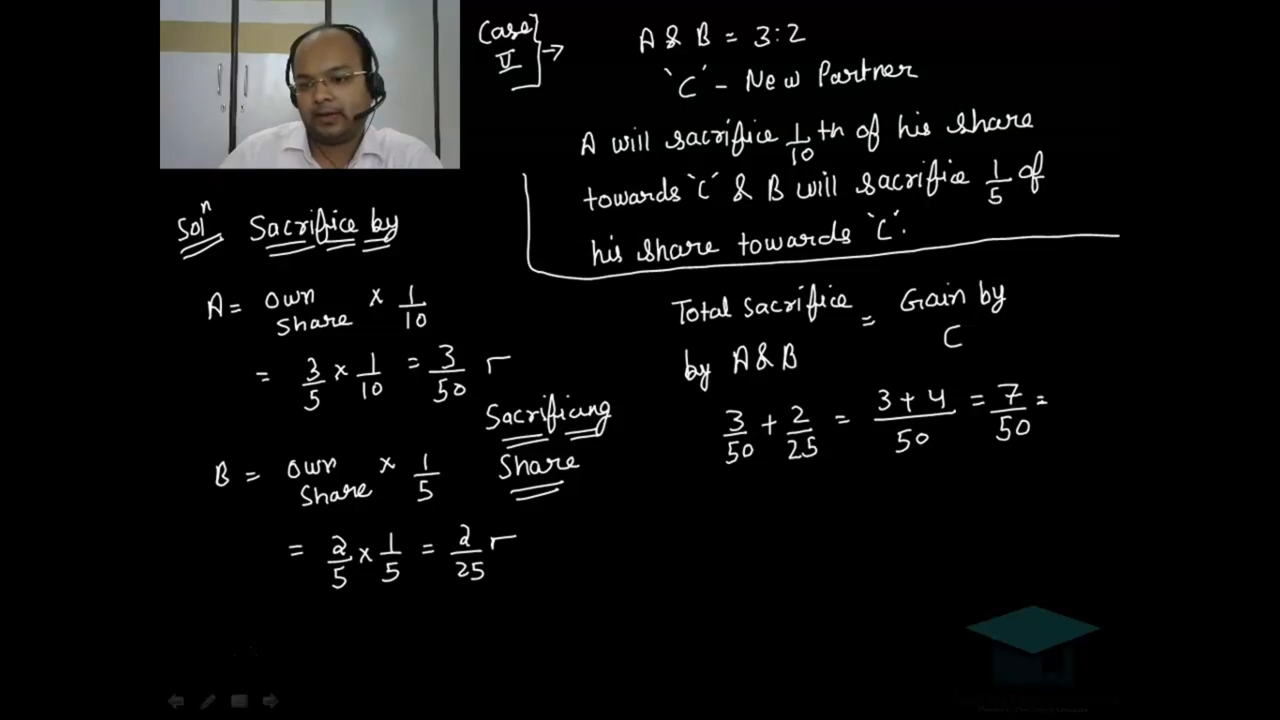 Case
V
A & B = 3:2
'C' - New Partner
A will sacrifice 1/10 th of his share
towards 'C' & B will sacrifice 1/5 of
his share towards 'C'.
Solⁿ Sacrifice by
A = Own Share × 1/10
= 3/5 × 1/10 = 3/50
Sacrificing
Share
B = Own Share × 1/5
= 2/5 × 1/5 = 2/25
Total Sacrifice by A & B = Gain by C
3/50 + 2/25 = 3+4/50 = 7/50 =